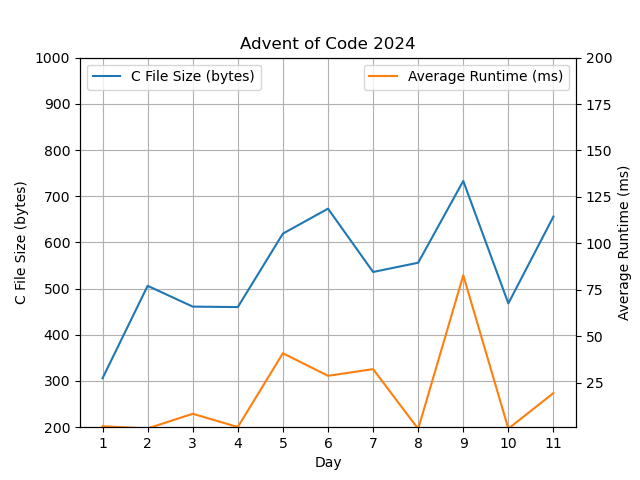 Advent of Code 2024
C File Size (bytes)
Average Runtime (ms)
1000
900
800
700
600
500
400
300
200
C File Size (bytes)
200
175
150
125
100
75
50
25
Average Runtime (ms)
1 2 3 4 5 6 7 8 9 10 11
Day